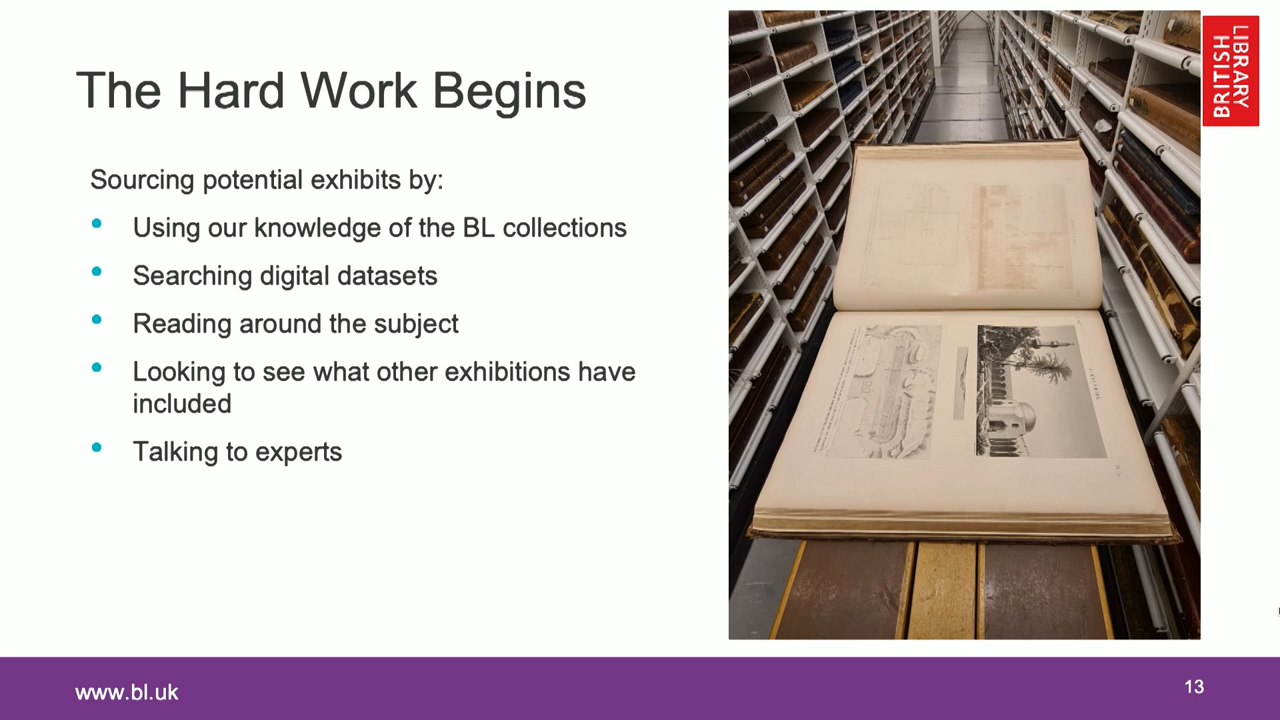 The Hard Work Begins
Sourcing potential exhibits by:
• Using our knowledge of the BL collections
• Searching digital datasets
• Reading around the subject
• Looking to see what other exhibitions have
included
• Talking to experts
LIBRARY
BRITISH
www.bl.uk
13